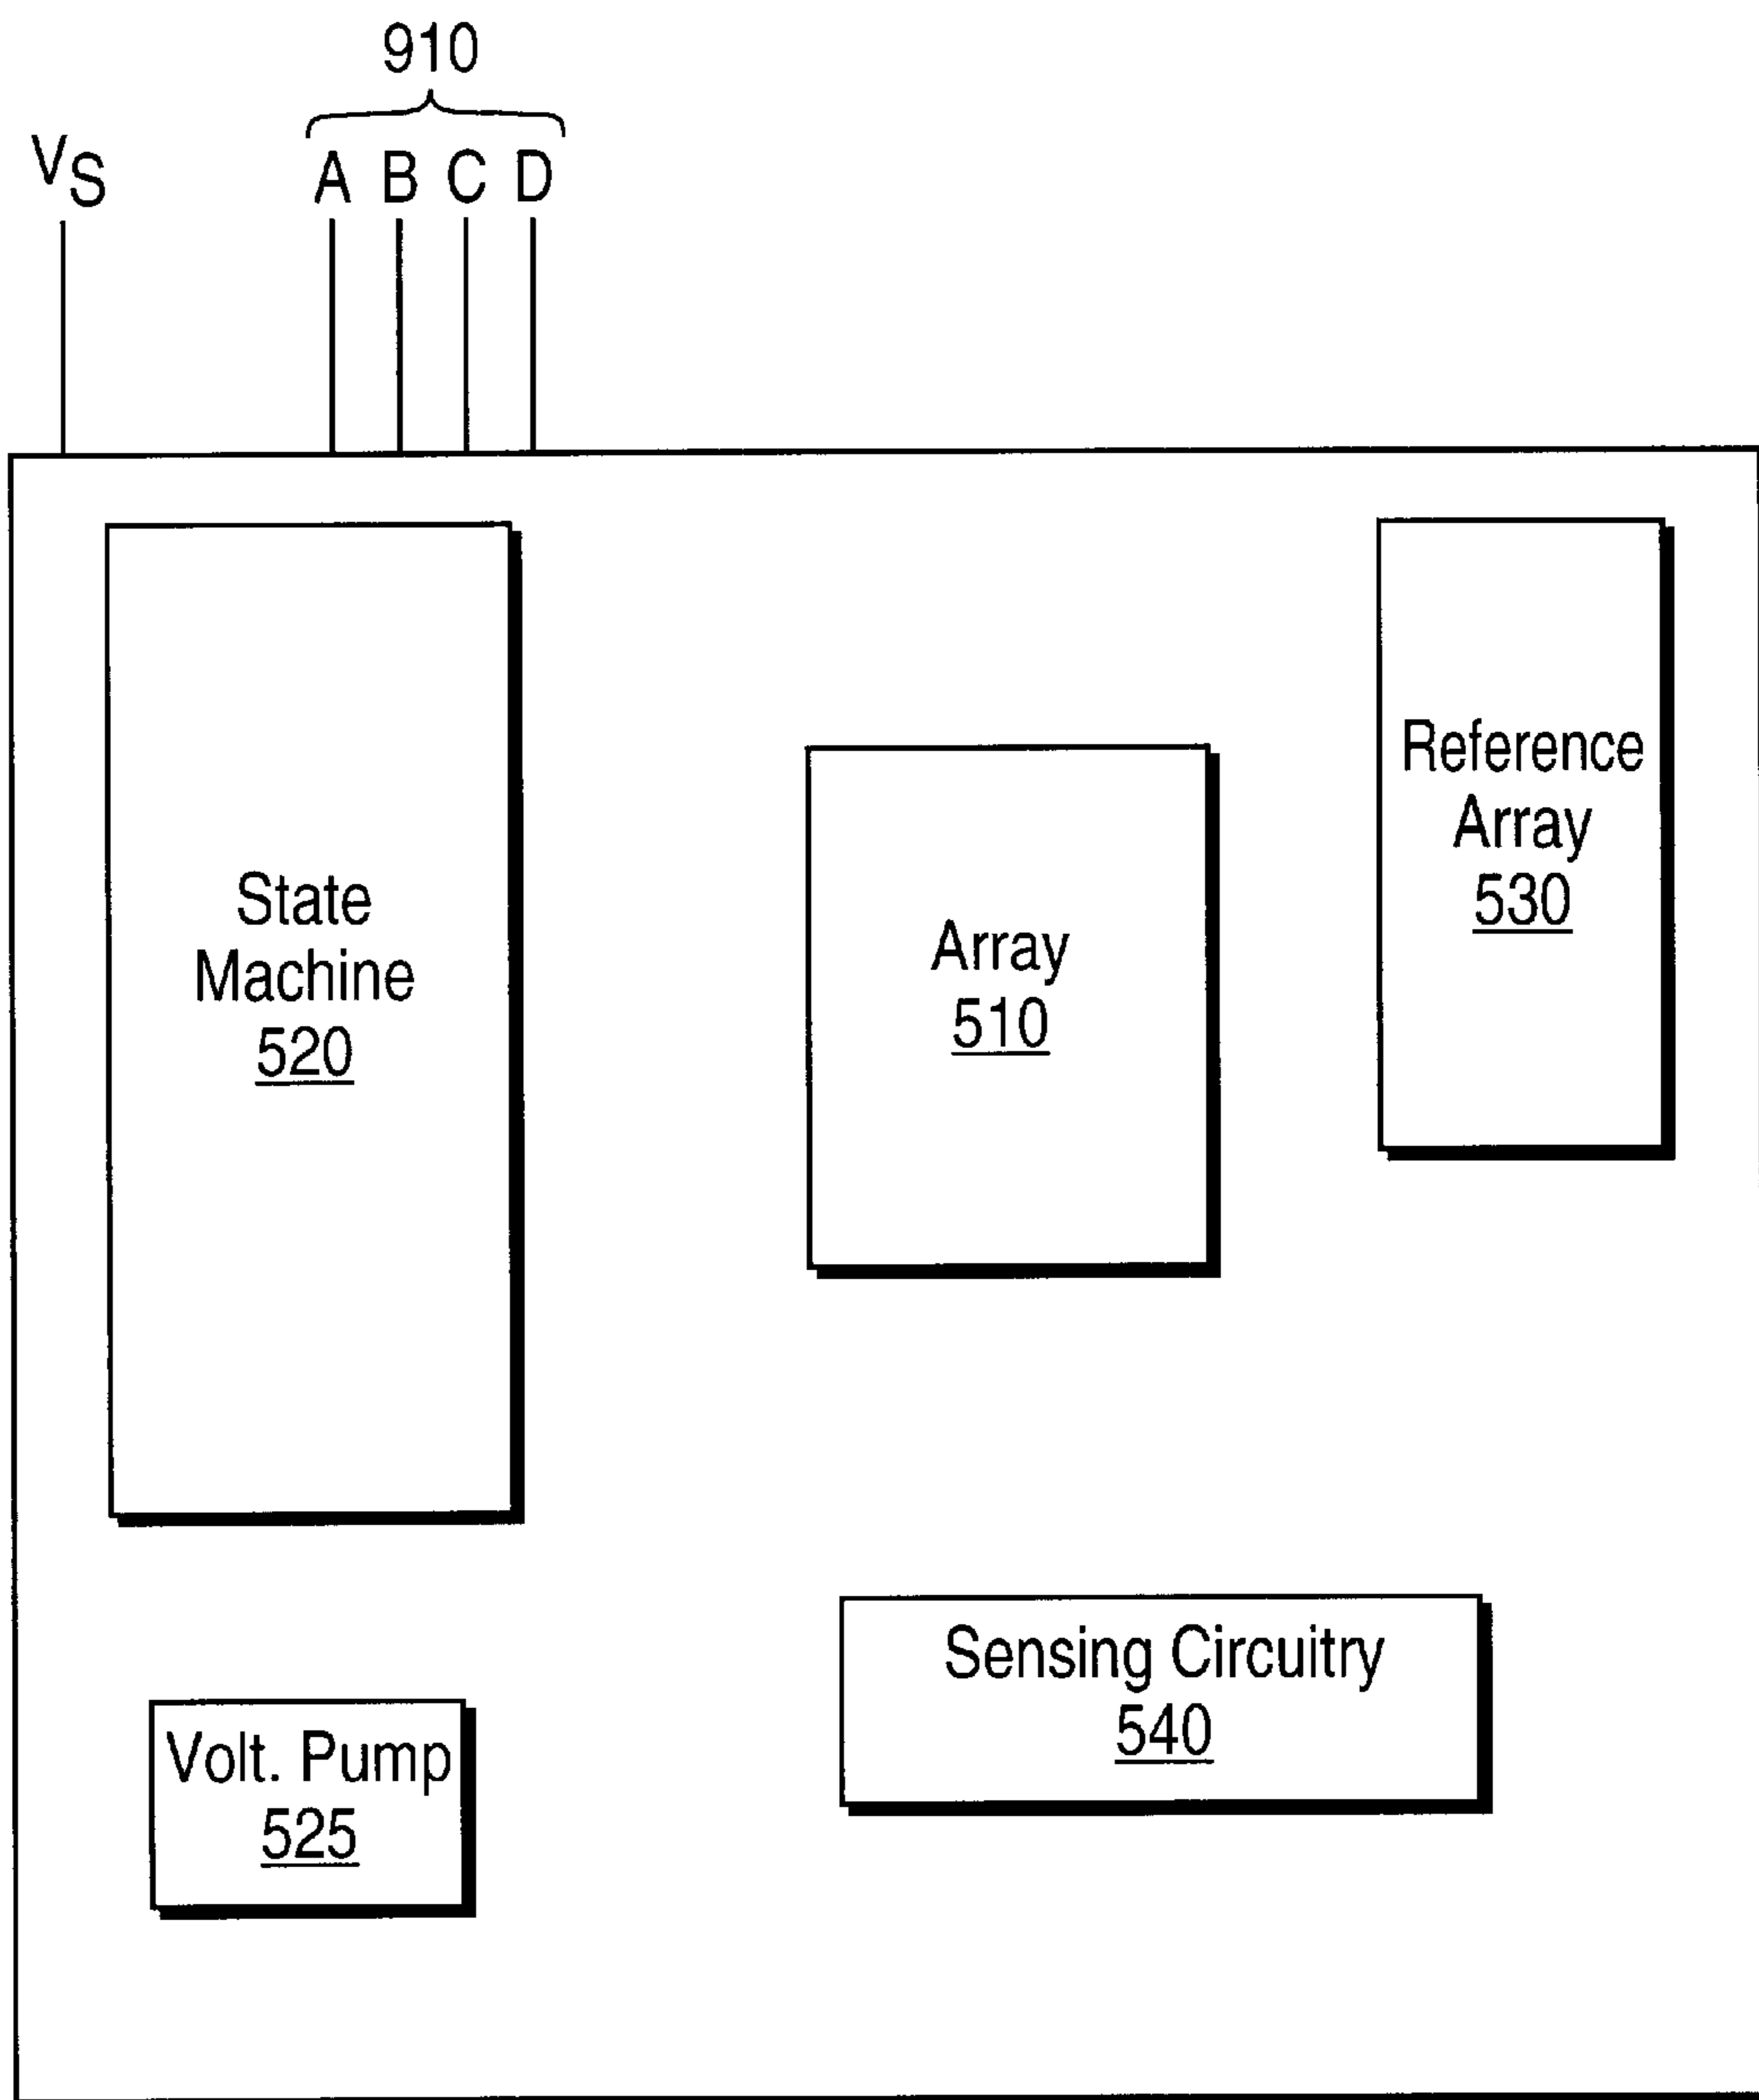 910
VS
A B C D
State
Machine
520
Array
510
Reference
Array
530
Sensing Circuitry
540
Volt. Pump
525